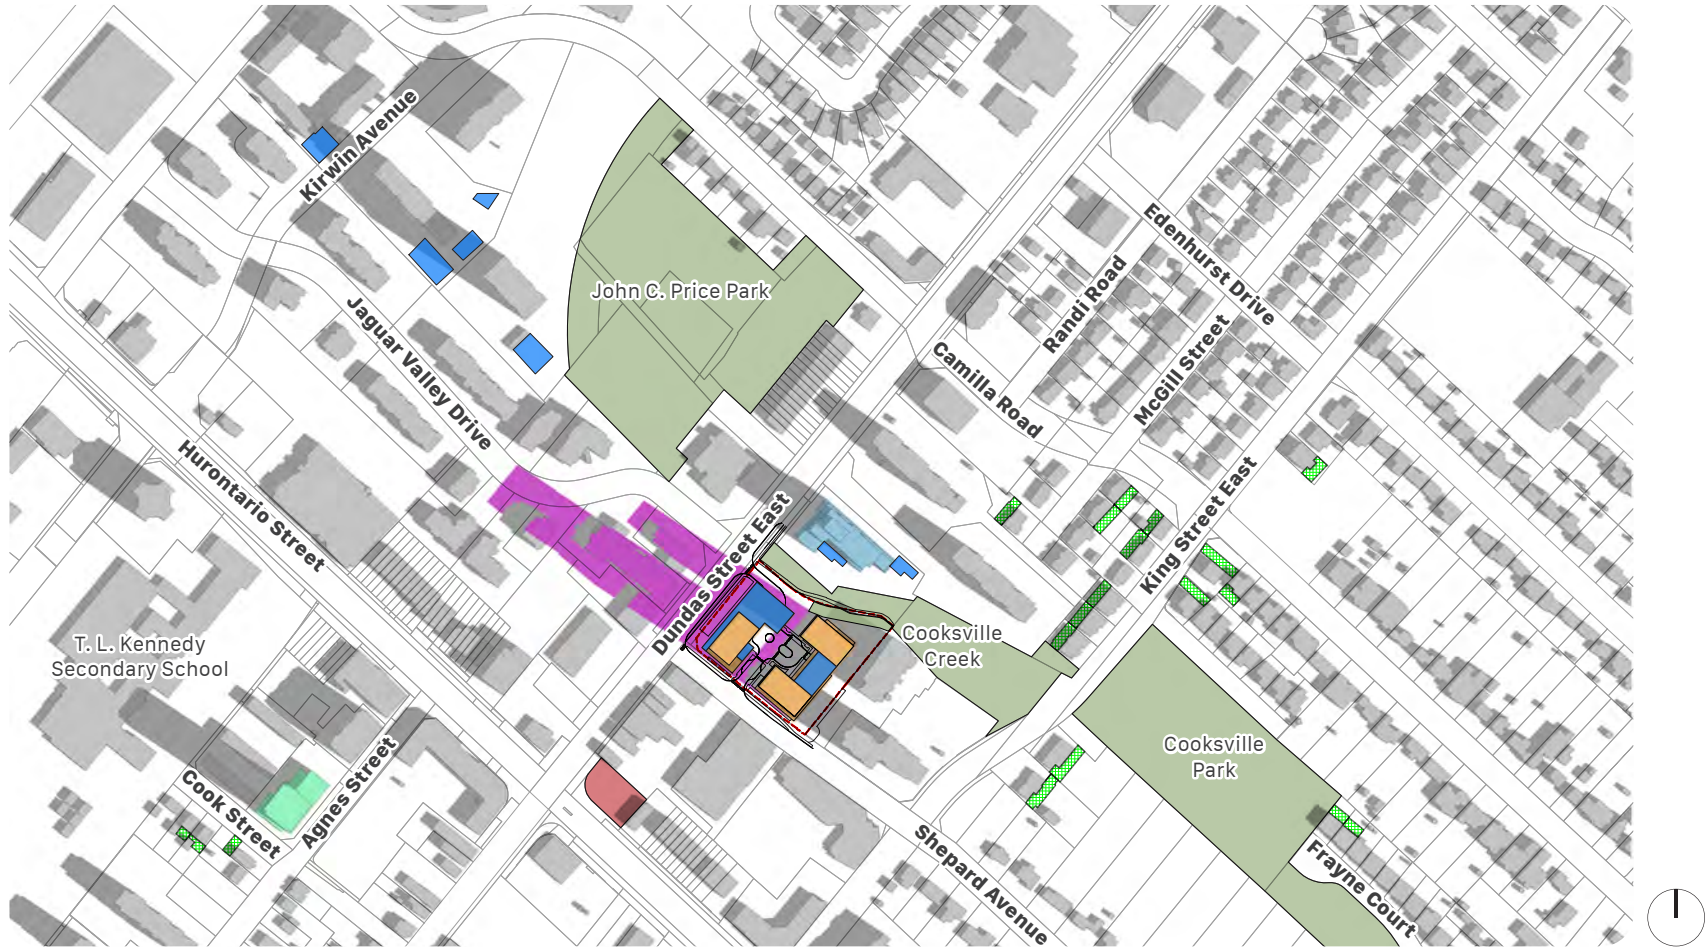 Kirwin Avenue
John C. Price Park
Edenhurst Drive
Randi Road
Jaguar Valley Drive
McGill Street
Camilla Road
Hurontario Street
King Street East
Dundas Street East
T. L. Kennedy
Secondary School
Cooksville
Creek
Cooksville
Park
Cook Street
Agnes Street
Shepard Avenue
Frayne Court